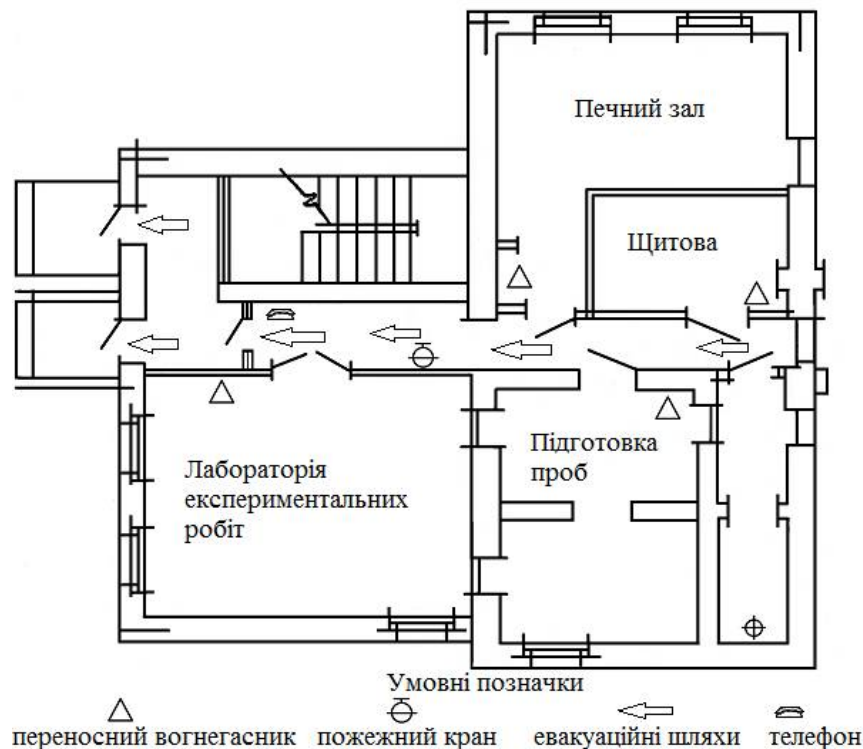 Печний зал
Щитова
Підготовка
проб
Лабораторія
експериментальних
робіт
Умовні позначки
переносний вогнегасник пожежний кран евакуаційні шляхи телефон